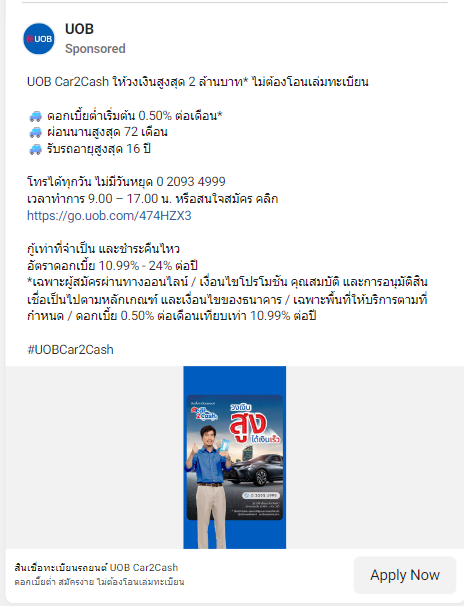 UOB
UOB
Sponsored
UOB Car2Cash ให้วงเงินสูงสุด 2 ล้านบาท* ไม่ต้องโอนเล่มทะเบียน
🚙 ดอกเบี้ยต่ำเริ่มต้น 0.50% ต่อเดือน*
🚙 ผ่อนนานสูงสุด 72 เดือน
🚙 รับรถอายุสูงสุด 16 ปี
โทรได้ทุกวัน ไม่มีวันหยุด 0 2093 4999
เวลาทำการ 9.00 – 17.00 น. หรือสนใจสมัคร คลิก
https://go.uob.com/474HZX3
กู้เท่าที่จำเป็น และชำระคืนไหว
อัตราดอกเบี้ย 10.99% - 24% ต่อปี
*เฉพาะผู้สมัครผ่านทางออนไลน์ / เงื่อนไขโปรโมชัน คุณสมบัติ และการอนุมัติสิน
เชื่อเป็นไปตามหลักเกณฑ์ และเงื่อนไขของธนาคาร / เฉพาะพื้นที่ให้บริการตามที่
กำหนด / ดอกเบี้ย 0.50% ต่อเดือนเทียบเท่า 10.99% ต่อปี
#UOBCar2Cash
วงเงิน
สูง
ได้เงินเร็ว
0 2093 4999
สินเชื่อทะเบียนรถยนต์ UOB Car2Cash
ดอกเบี้ยต่ำ สมัครง่าย ไม่ต้องโอนเล่มทะเบียน
Apply Now